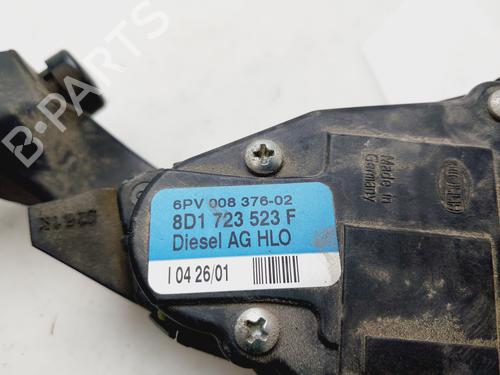 B-PARTS
6PV 008 376-02
8D1 723 523 F
Diesel AG HLO
I 04 26/01
Made in
Germany